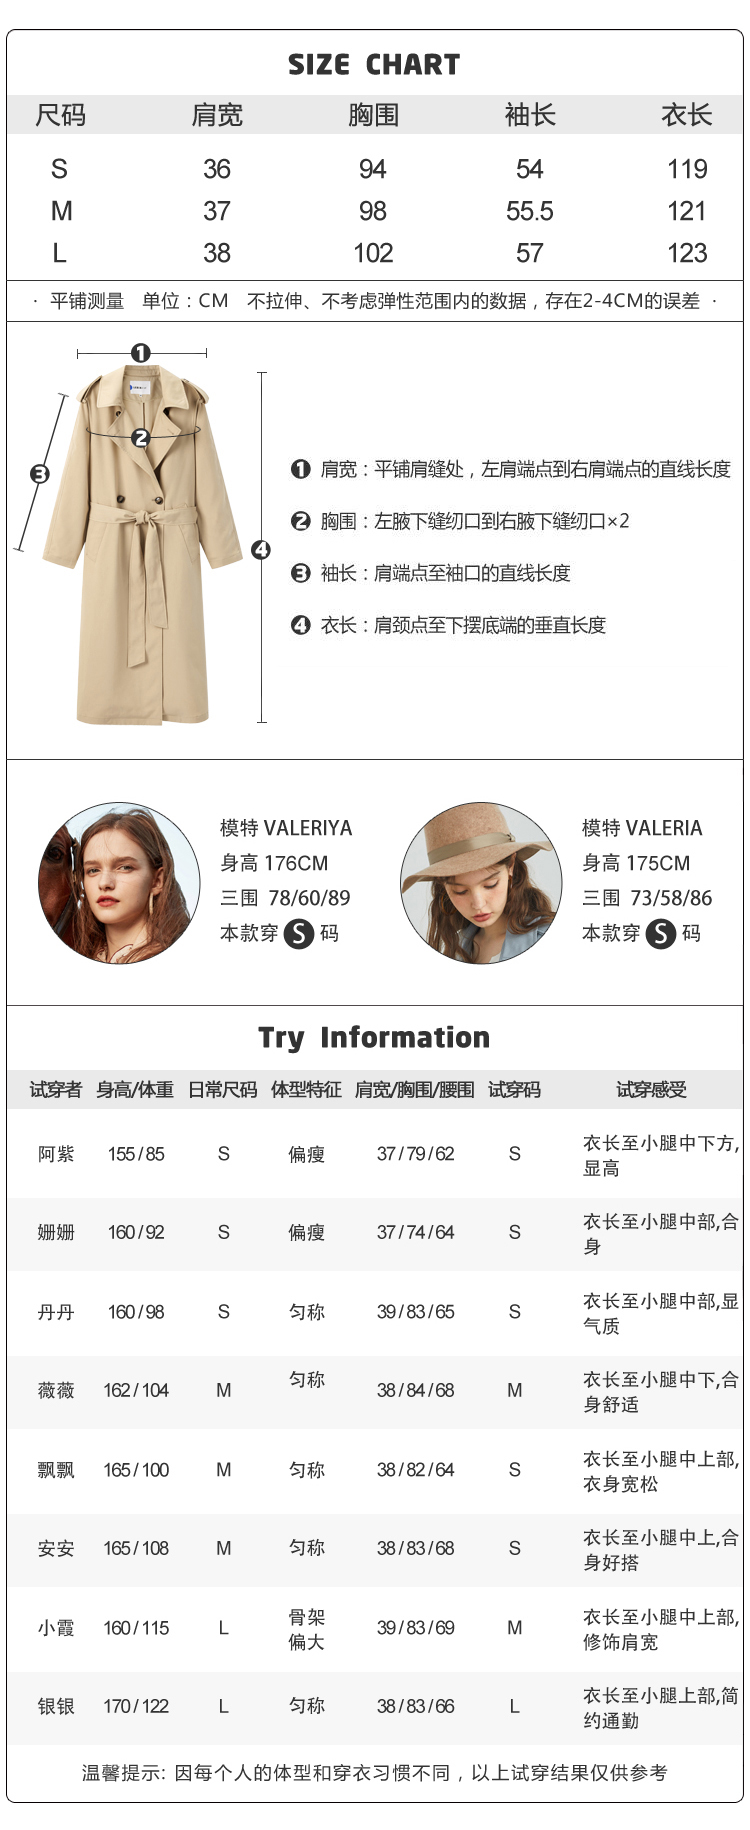 SIZE CHART
尺码 肩宽 胸围 袖长 衣长
S 36 94 54 119
M 37 98 55.5 121
L 38 102 57 123
· 平铺测量 单位：CM 不拉伸、不考虑弹性范围内的数据，存在2-4CM的误差 ·
1
2
3
4
1 肩宽：平铺肩缝处，左肩端点到右肩端点的直线长度
2 胸围：左腋下缝纫口到右腋下缝纫口×2
3 袖长：肩端点至袖口的直线长度
4 衣长：肩颈点至下摆底端的垂直长度
模特 VALERIYA
身高 176CM
三围 78/60/89
本款穿 S 码
模特 VALERIA
身高 175CM
三围 73/58/86
本款穿 S 码
Try Information
试穿者 身高/体重 日常尺码 体型特征 肩宽/胸围/腰围 试穿码 试穿感受
阿紫 155/85 S 偏瘦 37/79/62 S 衣长至小腿中下方,
显高
姗姗 160/92 S 偏瘦 37/74/64 S 衣长至小腿中部,合
身
丹丹 160/98 S 匀称 39/83/65 S 衣长至小腿中部,显
气质
薇薇 162/104 M 匀称 38/84/68 M 衣长至小腿中下,合
身舒适
飘飘 165/100 M 匀称 38/82/64 S 衣长至小腿中上部,
衣身宽松
安安 165/108 M 匀称 38/83/68 S 衣长至小腿中上,合
身好搭
小霞 160/115 L 骨架
偏大 39/83/69 M 衣长至小腿中上部,
修饰肩宽
银银 170/122 L 匀称 38/83/66 L 衣长至小腿上部,简
约通勤
温馨提示: 因每个人的体型和穿衣习惯不同，以上试穿结果仅供参考